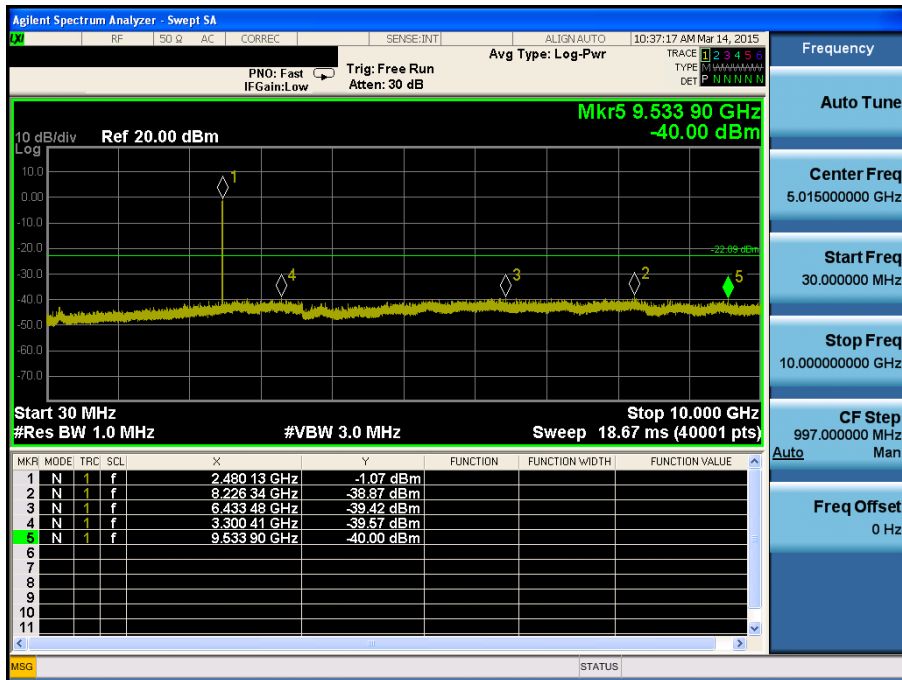 Agilent Spectrum Analyzer - Swept SA
LXI RF 50 Ω AC CORREC SENSE:INT ALIGN AUTO 10:37:17 AM Mar 14, 2015
Frequency
Avg Type: Log-Pwr TRACE 1 2 3 4 5 6
PNO: Fast Trig: Free Run TYPE M WWWWW
IFGain:Low Atten: 30 dB DET P N N N N N
Auto Tune
Mkr5 9.533 90 GHz
10 dB/div Ref 20.00 dBm -40.00 dBm
Log
10.0
0.00
-10.0
-20.0
-30.0
-40.0
-50.0
-60.0
-70.0
1
4
3
2
5
-22.09 dBm
Center Freq
5.015000000 GHz
Start Freq
30.000000 MHz
Stop Freq
10.000000000 GHz
Start 30 MHz Stop 10.000 GHz
#Res BW 1.0 MHz #VBW 3.0 MHz Sweep 18.67 ms (40001 pts)
CF Step
997.000000 MHz
Auto Man
MKR MODE TRC SCL X Y FUNCTION FUNCTION WIDTH FUNCTION VALUE
1 N 1 f 2.480 13 GHz -1.07 dBm
2 N 1 f 8.226 34 GHz -38.87 dBm
3 N 1 f 6.433 48 GHz -39.42 dBm
4 N 1 f 3.300 41 GHz -39.57 dBm
5 N 1 f 9.533 90 GHz -40.00 dBm
6
7
8
9
10
11
Freq Offset
0 Hz
MSG STATUS